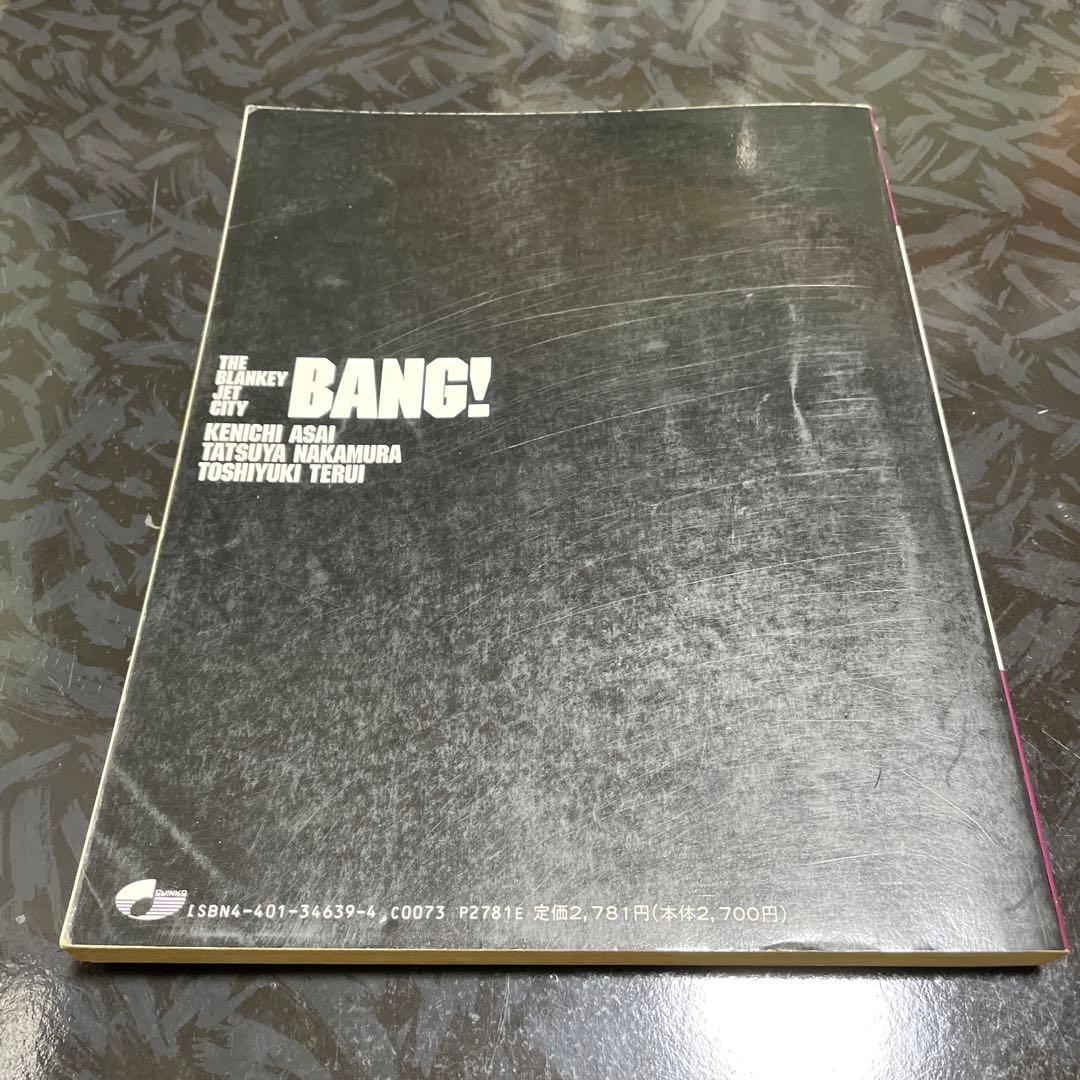 THE
BLANKEY
JET
CITY
BANG!
KENICHI ASAI
TATSUYA NAKAMURA
TOSHIYUKI TERUI
SHINKO
ISBN4-401-34639-4 C0073 P2781E 定価2,781円(本体2,700円)